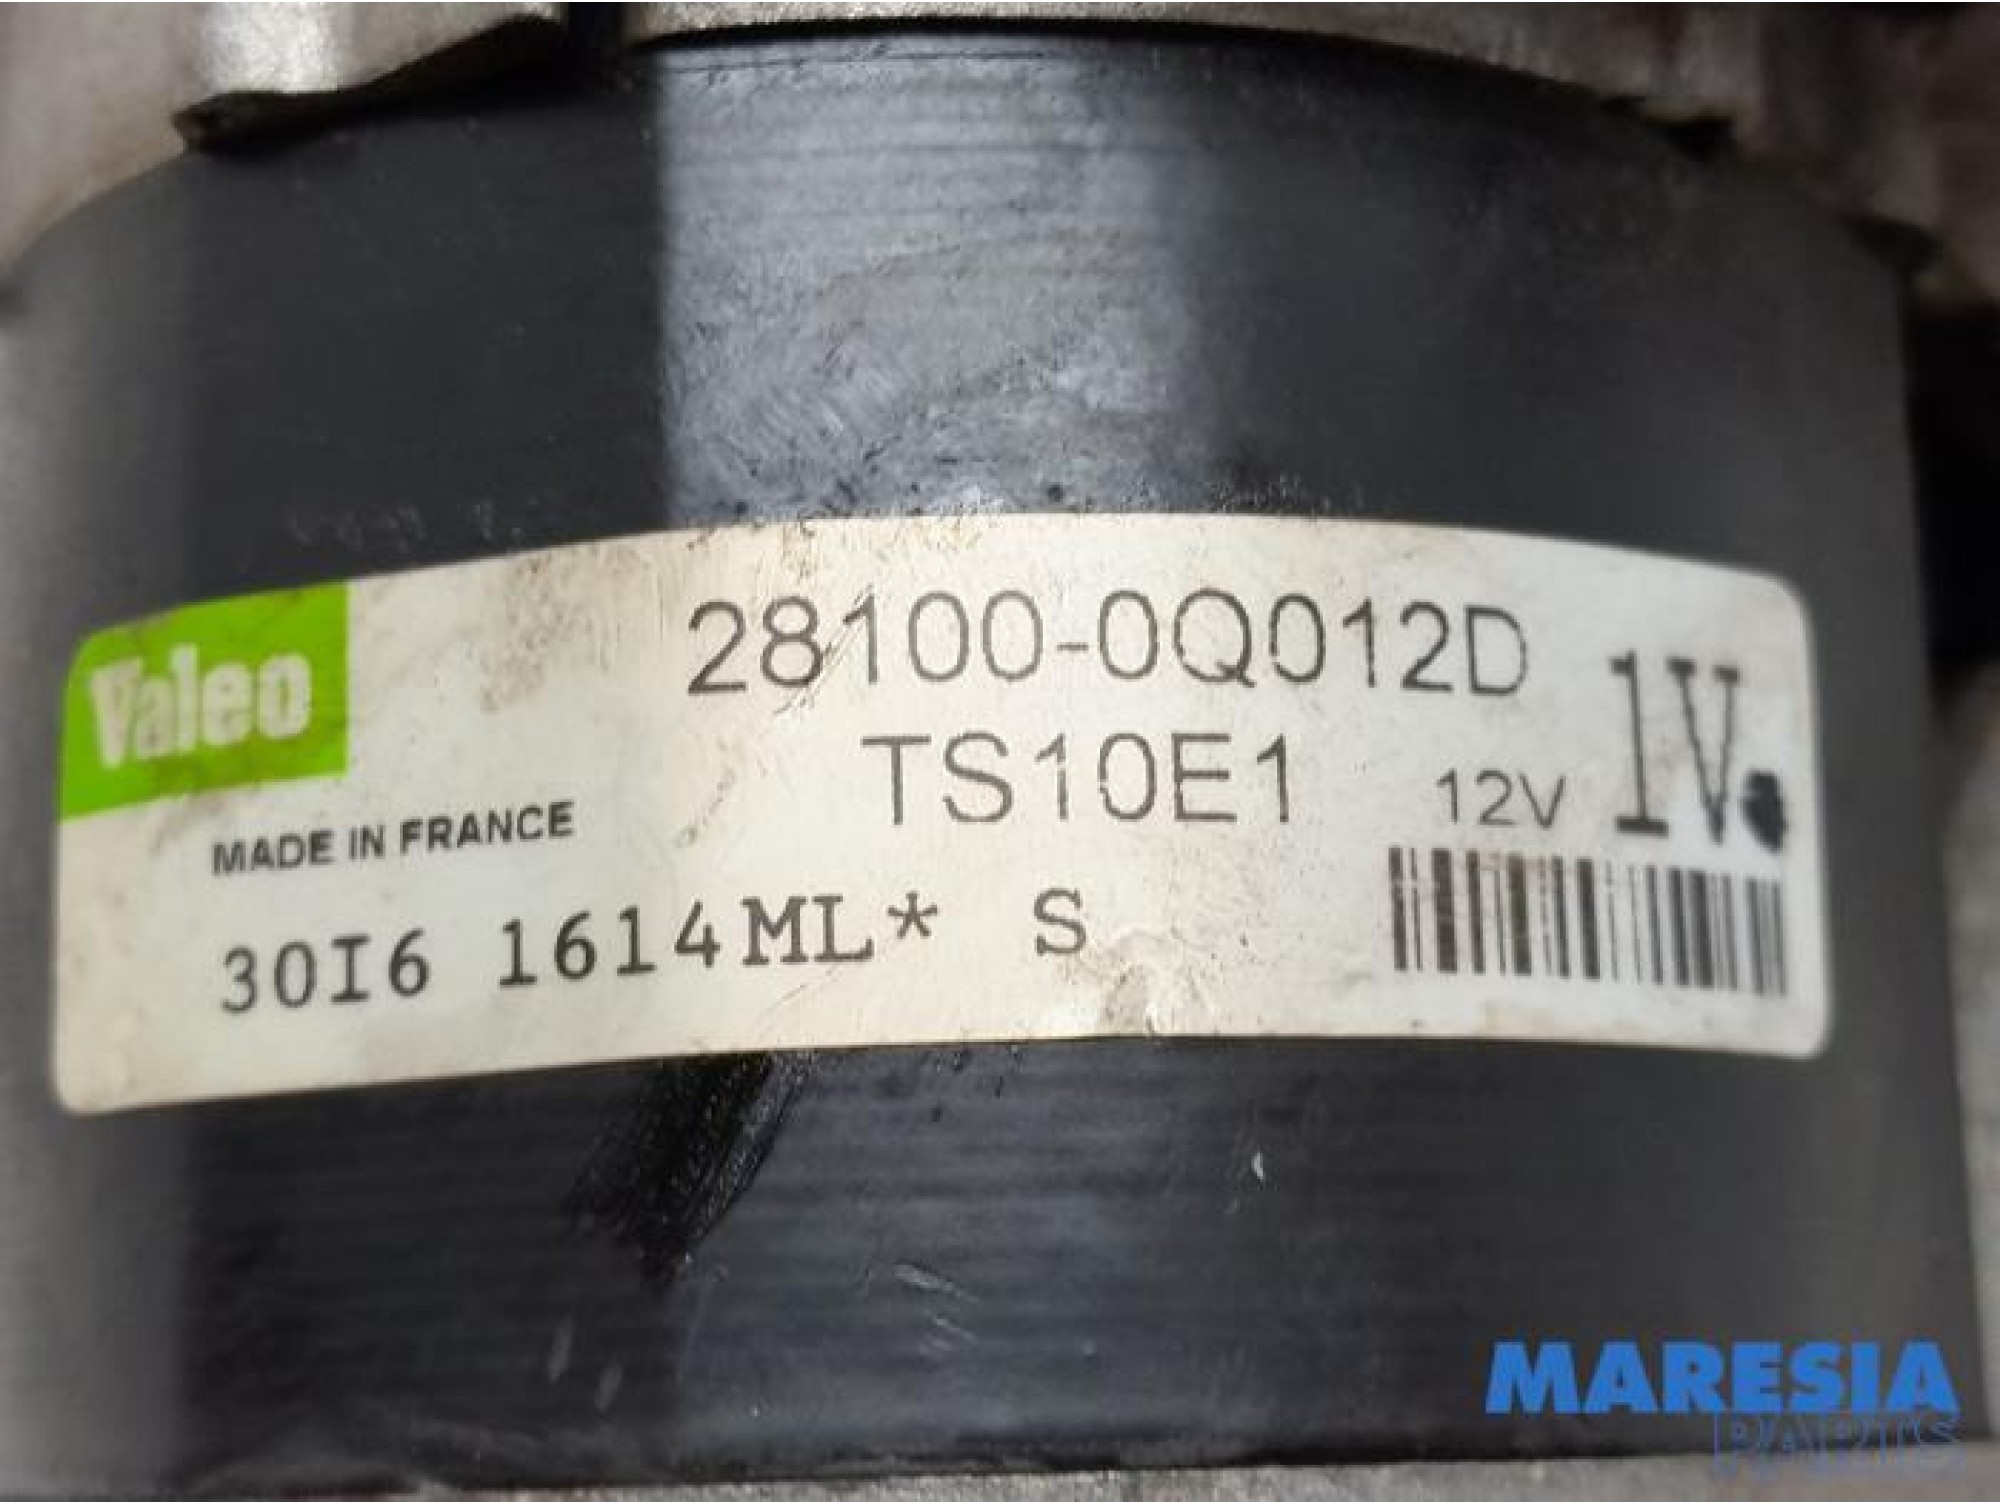 Valeo
28100-0Q012D
TS10E1 12V 1V.
MADE IN FRANCE
30I6 1614ML* S
MARESIA
PARTS